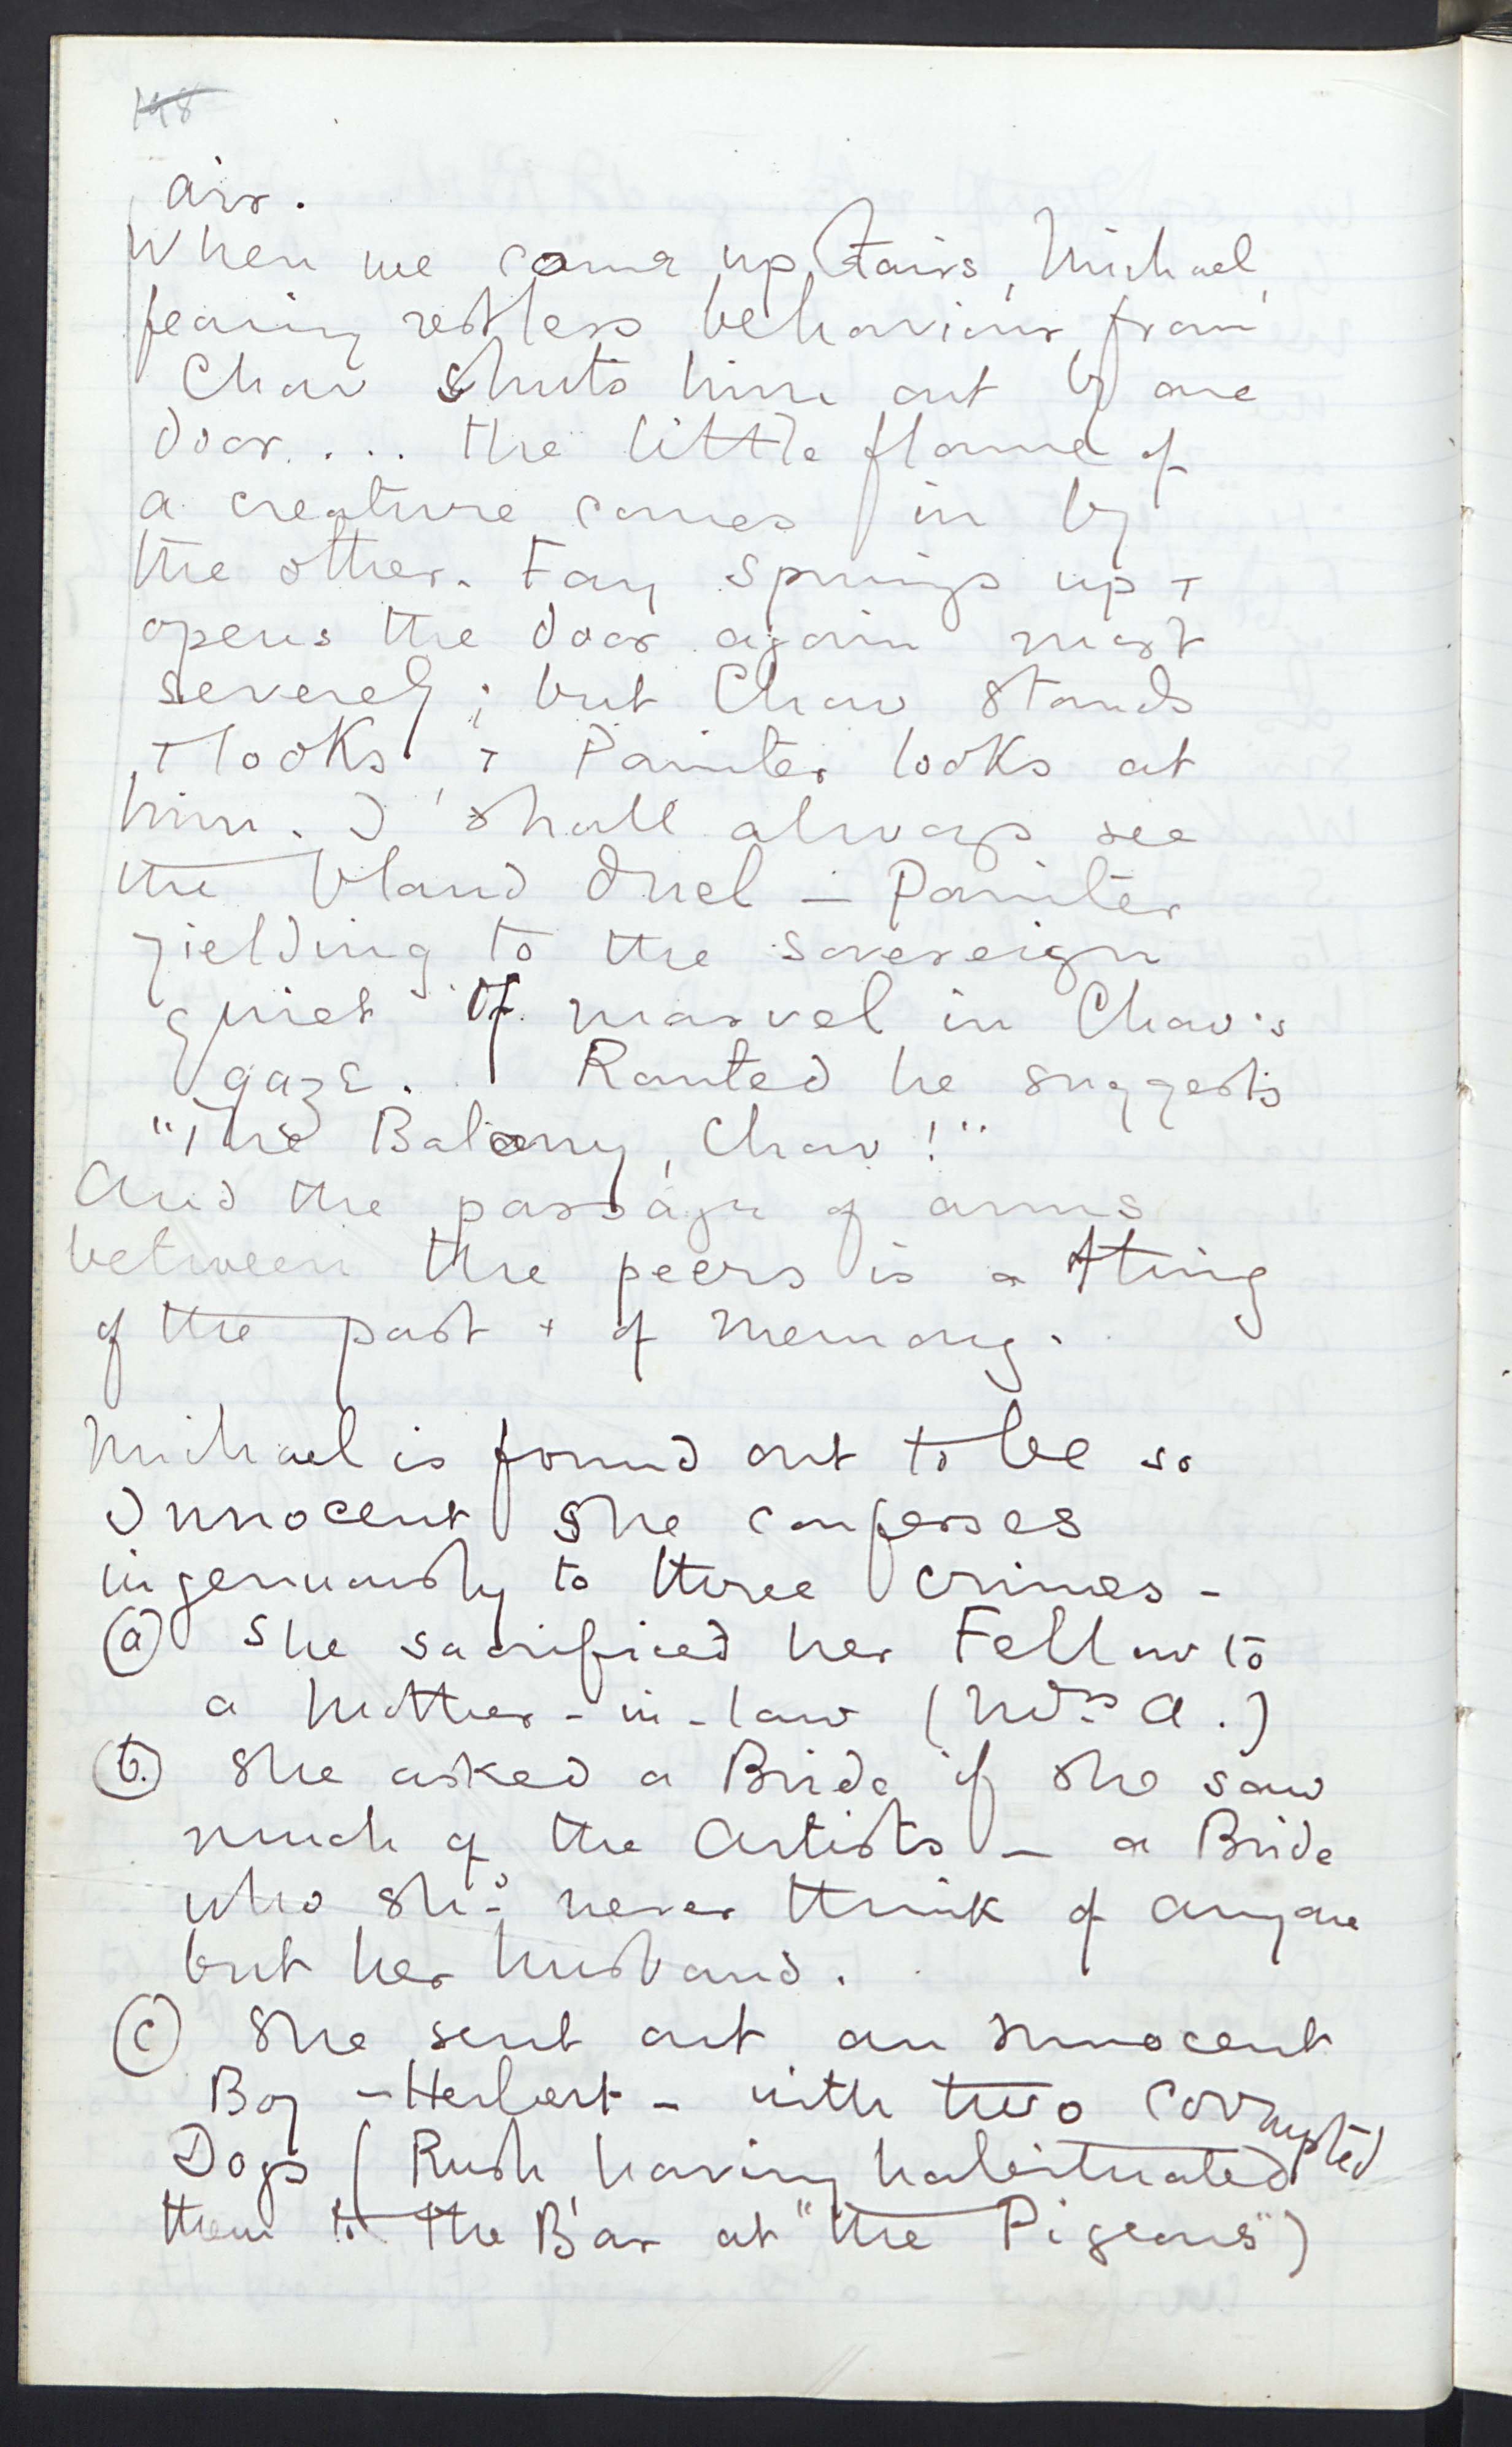 148
air.
When we come up stairs, Michael,
fearing restless behaviour from
Chow shuts him out by one
door. ... the little flame of
a creature comes in by
the other. Fay springs up +
opens the door again most
severely; but Chow stands
+ looks, + Painter looks at
him. I shall always see
the bland duel – Painter
yielding to the sovereign
quiet of marvel in Chow's
gaze. Routed he suggests
"The Balcony, Chow!"
And the passage of arms
between the peers is a thing
of the past + of memory.
Michael is found out to be so
Innocent she confesses
ingenuously to three crimes –
(a) She sacrificed her Fellow to
a mother-in-law (Mrs A.)
(b.) She asked a Bride if she saw
much of the Artists – a Bride
who shd. never think of anyone
but her husband.
(c) She sent out an innocent
Boy – Herbert – with two corrupted
Dogs (Rush having habituated
them to the Bar at "the Pigeons")